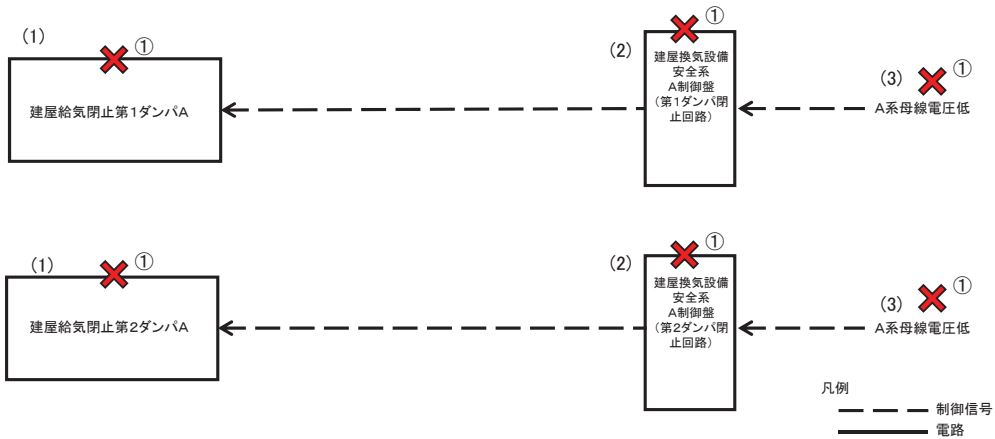 (1)
①
建屋給気閉止第1ダンパA
(2)
①
建屋換気設備
安全系
A制御盤
(第1ダンパ閉
止回路)
(3)
①
A系母線電圧低
(1)
①
建屋給気閉止第2ダンパA
(2)
①
建屋換気設備
安全系
A制御盤
(第2ダンパ閉
止回路)
(3)
①
A系母線電圧低
凡例
制御信号
電路